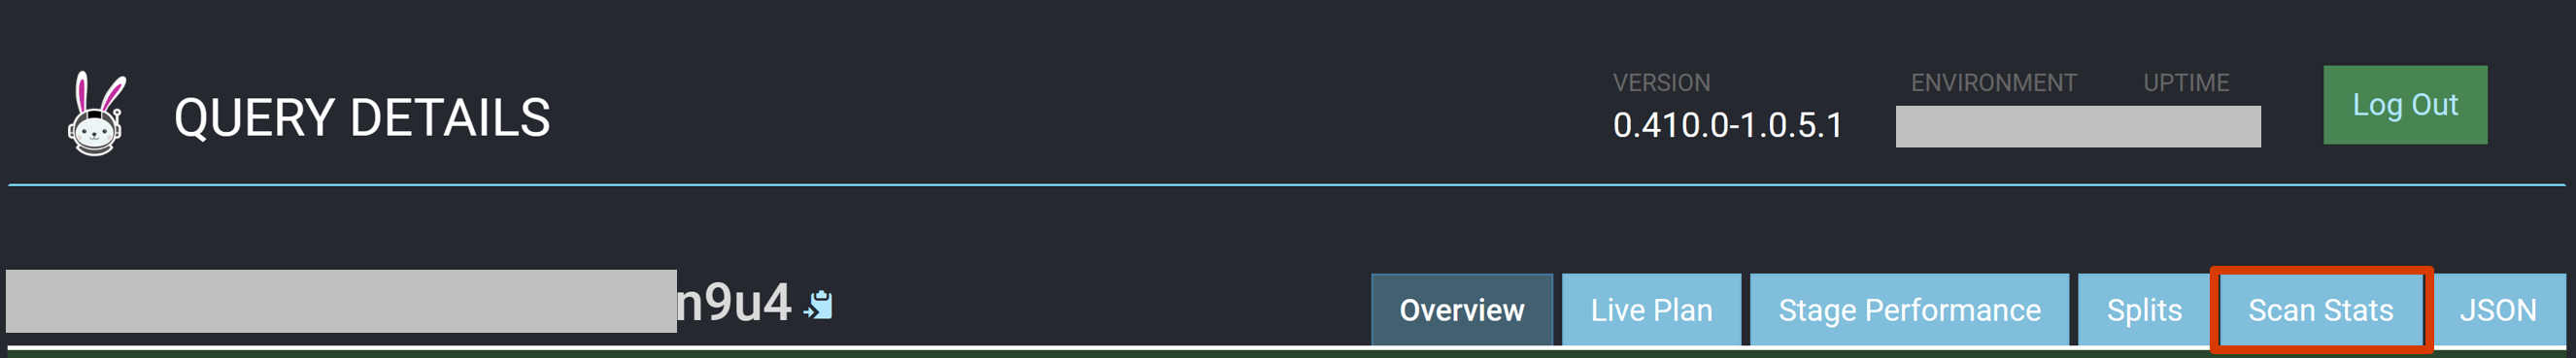 QUERY DETAILS
VERSION ENVIRONMENT UPTIME
0.410.0-1.0.5.1
Log Out
n9u4
Overview Live Plan Stage Performance Splits Scan Stats JSON